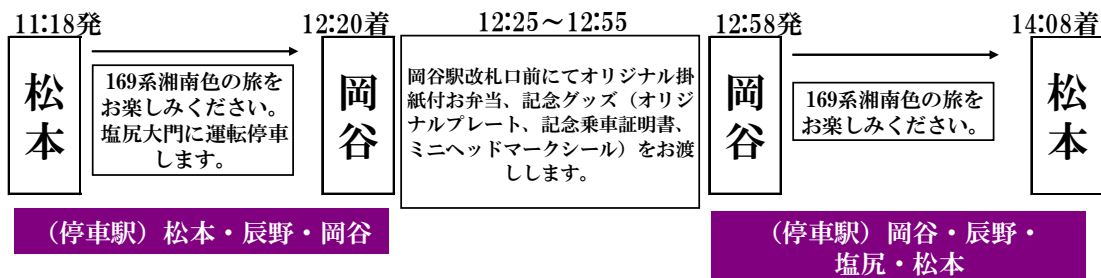 11:18発
12:20着
12:25～12:55
12:58発
14:08着
松本
169系湘南色の旅を
お楽しみください。
塩尻大門に運転停車
します。
岡谷
岡谷駅改札口前にてオリジナル掛
紙付お弁当、記念グッズ（オリジ
ナルプレート、記念乗車証明書、
ミニヘッドマークシール）をお渡
しします。
岡谷
169系湘南色の旅を
お楽しみください。
松本
（停車駅）松本・辰野・岡谷
（停車駅）岡谷・辰野・
塩尻・松本